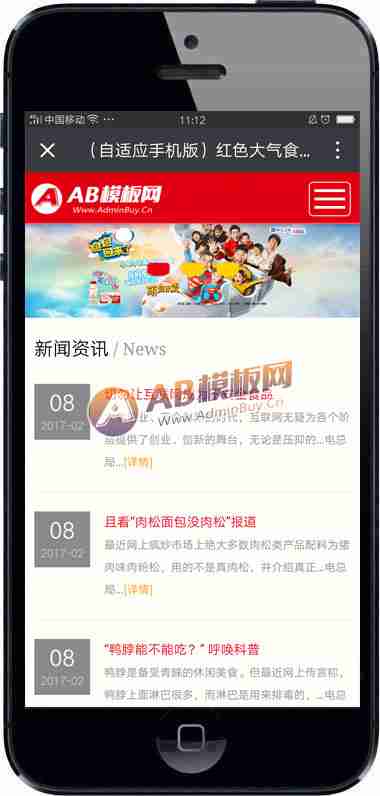 中国移动 ... 11:12
（自适应手机版）红色大气食...
AB模板网
www.AdminBuy.Cn
新闻资讯 / News
08
2017-02
AB模板网
www.AdminBuy.Cn
互联网无疑为各个阶
层提供了创业、创新的舞台，无论是压抑的...电总
局...[详情]
08
2017-02
且看“肉松面包没肉松”报道
最近网上疯炒市场上绝大多数肉松类产品配料为猪
肉味肉粉松，用的不是真肉松，并介绍真正...电总
局...[详情]
08
2017-02
“鸭脖能不能吃？” 呼唤科普
鸭脖是备受青睐的休闲美食，但最近网上传言称，
鸭脖上面淋巴很多，而淋巴是用来排毒的，...电总